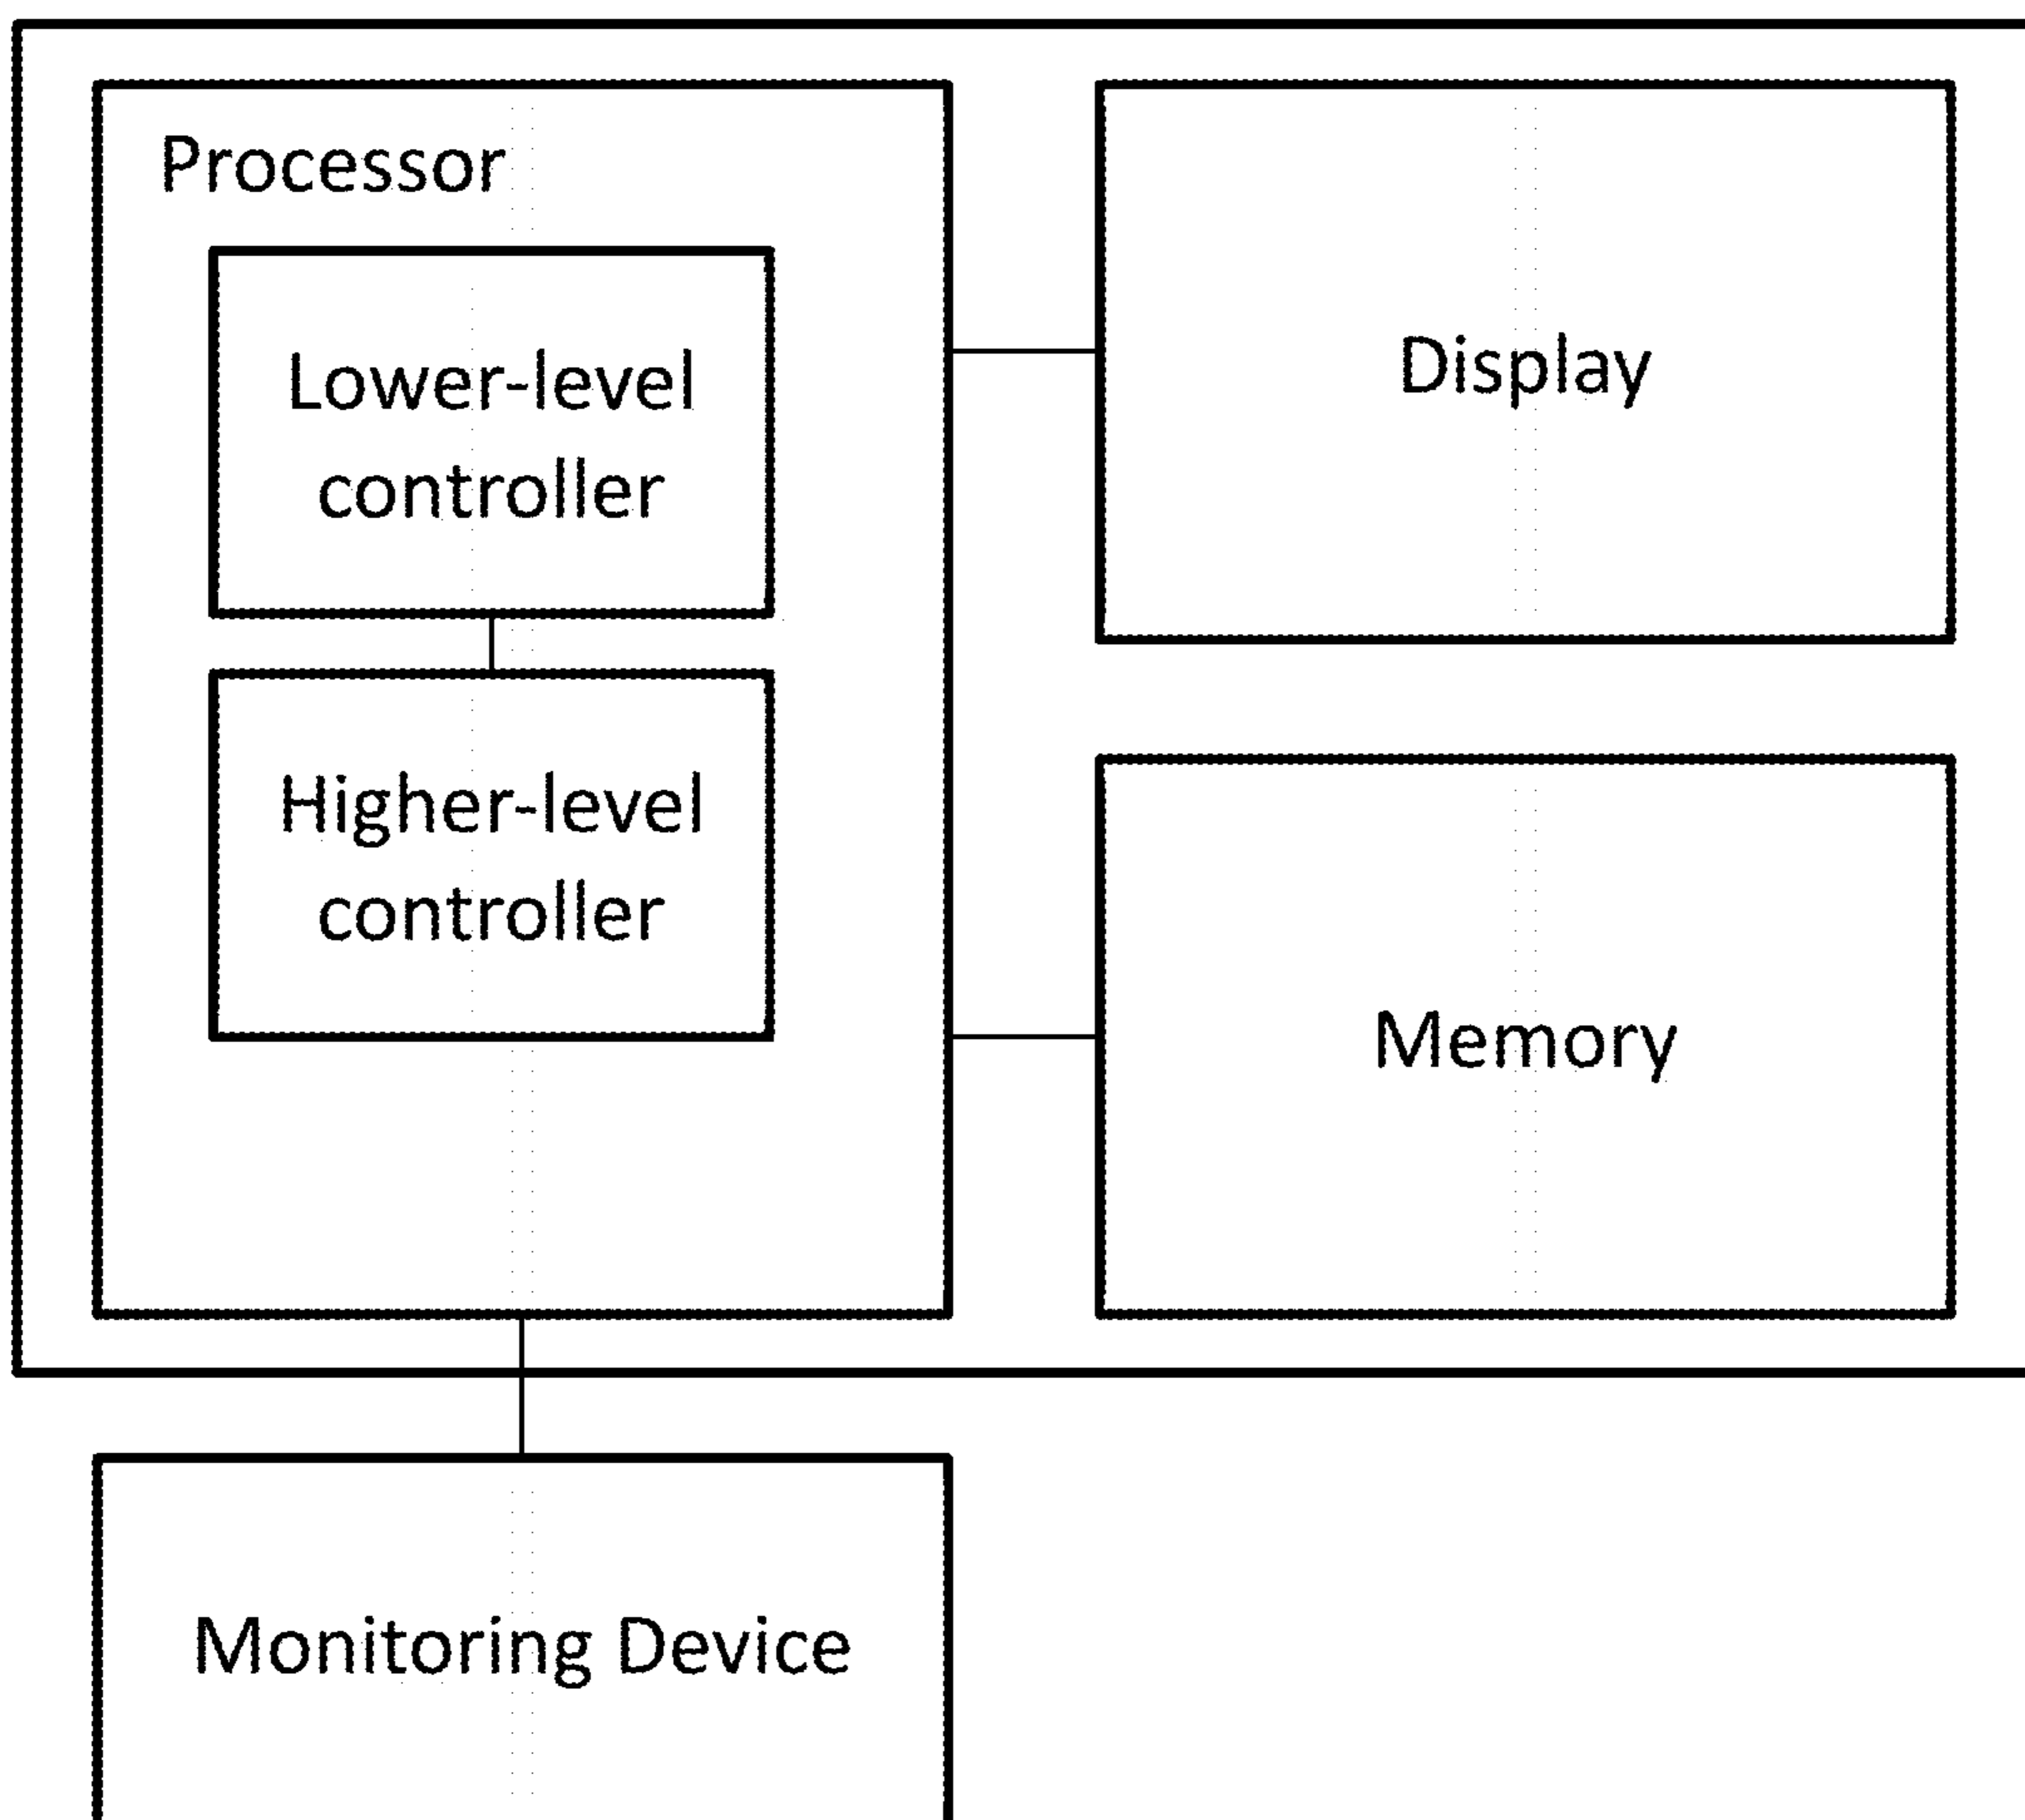 Processor
Lower-level
controller
Higher-level
controller
Display
Memory
Monitoring Device